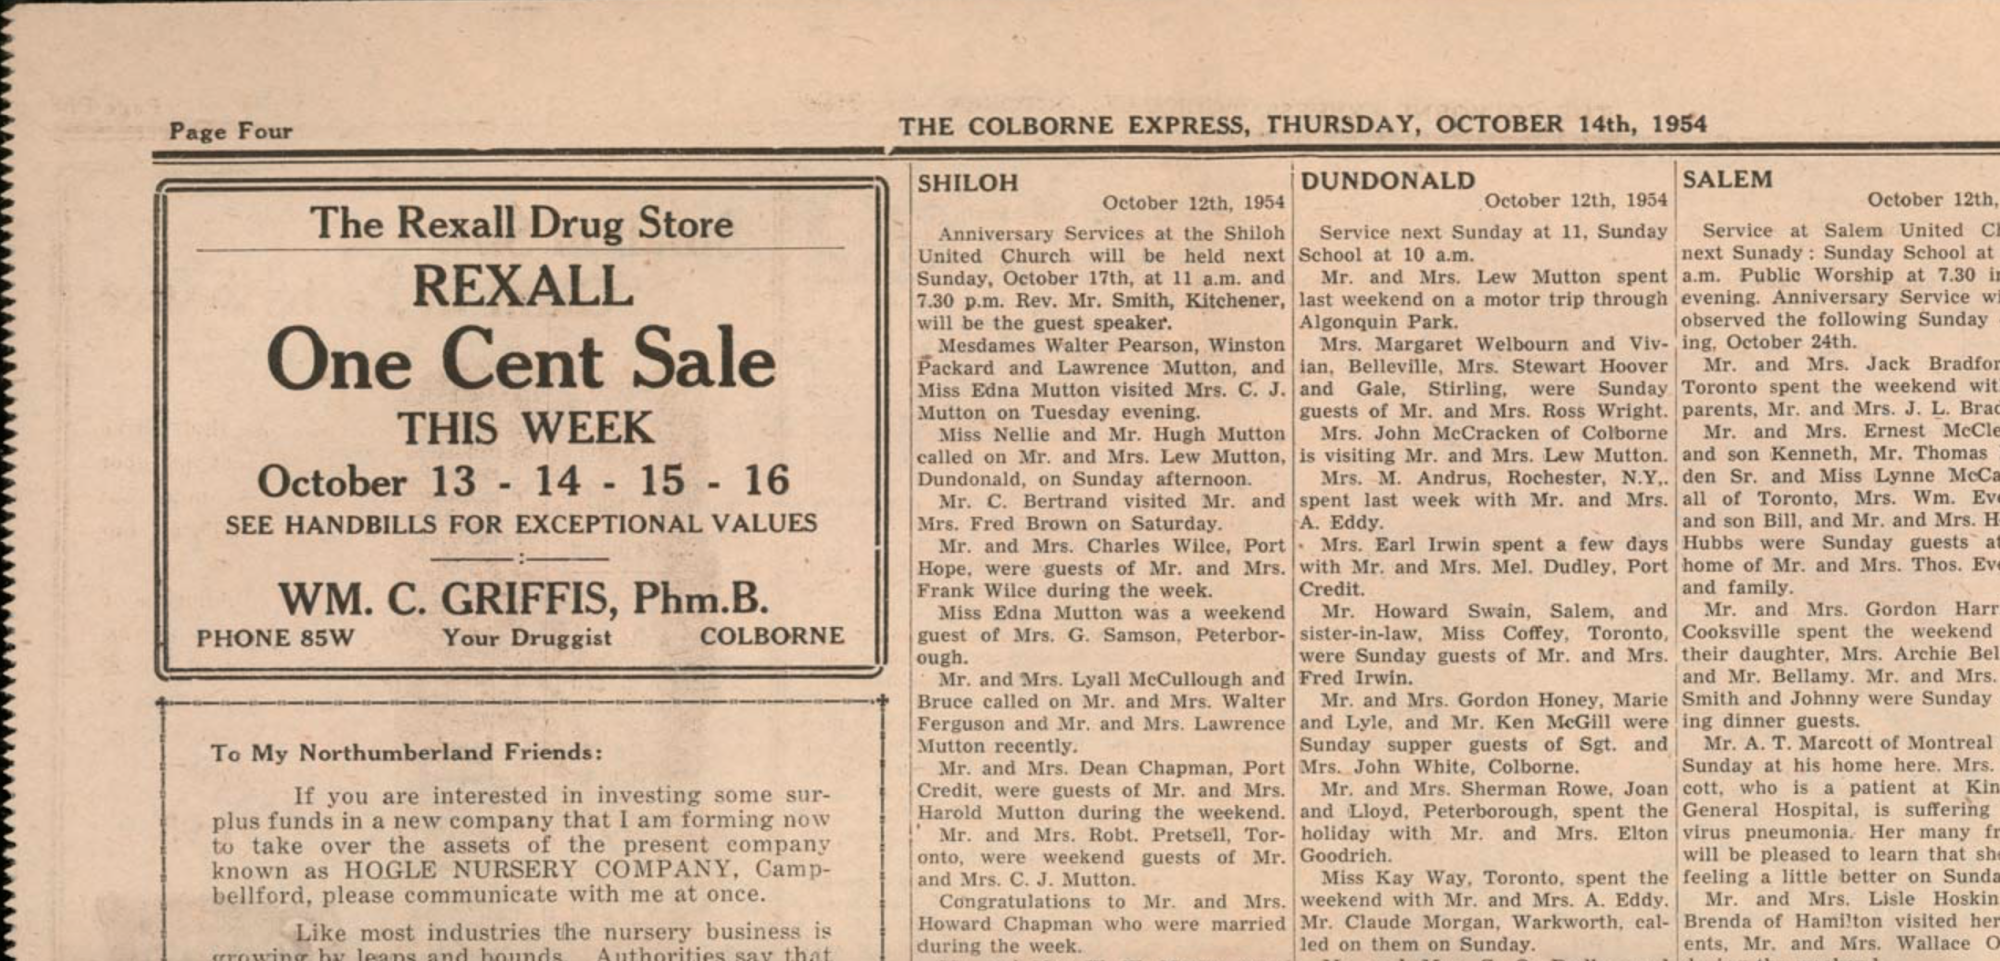 Page Four
THE COLBORNE EXPRESS, THURSDAY, OCTOBER 14th, 1954
The Rexall Drug Store
REXALL
One Cent Sale
THIS WEEK
October 13 - 14 - 15 - 16
SEE HANDBILLS FOR EXCEPTIONAL VALUES
WM. C. GRIFFIS, Phm.B.
PHONE 85W Your Druggist COLBORNE
To My Northumberland Friends:
If you are interested in investing some sur-
plus funds in a new company that I am forming now
to take over the assets of the present company
known as HOGLE NURSERY COMPANY, Camp-
bellford, please communicate with me at once.
Like most industries the nursery business is
growing by leaps and bounds. Authorities say that
SHILOH
October 12th, 1954
Anniversary Services at the Shiloh
United Church will be held next
Sunday, October 17th, at 11 a.m. and
7.30 p.m. Rev. Mr. Smith, Kitchener,
will be the guest speaker.
Mesdames Walter Pearson, Winston
Packard and Lawrence Mutton, and
Miss Edna Mutton visited Mrs. C. J.
Mutton on Tuesday evening.
Miss Nellie and Mr. Hugh Mutton
called on Mr. and Mrs. Lew Mutton,
Dundonald, on Sunday afternoon.
Mr. C. Bertrand visited Mr. and
Mrs. Fred Brown on Saturday.
Mr. and Mrs. Charles Wilce, Port
Hope, were guests of Mr. and Mrs.
Frank Wilce during the week.
Miss Edna Mutton was a weekend
guest of Mrs. G. Samson, Peterbor-
ough.
Mr. and Mrs. Lyall McCullough and
Bruce called on Mr. and Mrs. Walter
Ferguson and Mr. and Mrs. Lawrence
Mutton recently.
Mr. and Mrs. Dean Chapman, Port
Credit, were guests of Mr. and Mrs.
Harold Mutton during the weekend.
Mr. and Mrs. Robt. Pretsell, Tor-
onto, were weekend guests of Mr.
and Mrs. C. J. Mutton.
Congratulations to Mr. and Mrs.
Howard Chapman who were married
during the week.
DUNDONALD
October 12th, 1954
Service next Sunday at 11, Sunday
School at 10 a.m.
Mr. and Mrs. Lew Mutton spent
last weekend on a motor trip through
Algonquin Park.
Mrs. Margaret Welbourn and Viv-
ian, Belleville, Mrs. Stewart Hoover
and Gale, Stirling, were Sunday
guests of Mr. and Mrs. Ross Wright.
Mrs. John McCracken of Colborne
is visiting Mr. and Mrs. Lew Mutton.
Mrs. M. Andrus, Rochester, N.Y,.
spent last week with Mr. and Mrs.
A. Eddy.
Mrs. Earl Irwin spent a few days
with Mr. and Mrs. Mel. Dudley, Port
Credit.
Mr. Howard Swain, Salem, and
sister-in-law, Miss Coffey, Toronto,
were Sunday guests of Mr. and Mrs.
Fred Irwin.
Mr. and Mrs. Gordon Honey, Marie
and Lyle, and Mr. Ken McGill were
Sunday supper guests of Sgt. and
Mrs. John White, Colborne.
Mr. and Mrs. Sherman Rowe, Joan
and Lloyd, Peterborough, spent the
holiday with Mr. and Mrs. Elton
Goodrich.
Miss Kay Way, Toronto, spent the
weekend with Mr. and Mrs. A. Eddy.
Mr. Claude Morgan, Warkworth, cal-
led on them on Sunday.
SALEM
October 12th,
Service at Salem United
next Sunady : Sunday School at
a.m. Public Worship at 7.30
evening. Anniversary Service
observed the following Sunday
ing, October 24th.
Mr. and Mrs. Jack
Toronto spent the weekend
parents, Mr. and Mrs. J. L.
Mr. and Mrs. Ernest
and son Kenneth, Mr. Thomas
den Sr. and Miss Lynne
all of Toronto, Mrs. Wm.
and son Bill, and Mr. and Mrs. H
Hubbs were Sunday guests at
home of Mr. and Mrs. Thos.
and family.
Mr. and Mrs. Gordon
Cooksville spent the weekend
their daughter, Mrs. Archie
and Mr. Bellamy. Mr. and Mrs.
Smith and Johnny were Sunday
ing dinner guests.
Mr. A. T. Marcott of Montreal
Sunday at his home here. Mrs.
cott, who is a patient at
General Hospital, is suffering
virus pneumonia. Her many
will be pleased to learn that
feeling a little better on
Mr. and Mrs. Lisle
Brenda of Hamilton visited her
ents, Mr. and Mrs. Wallace